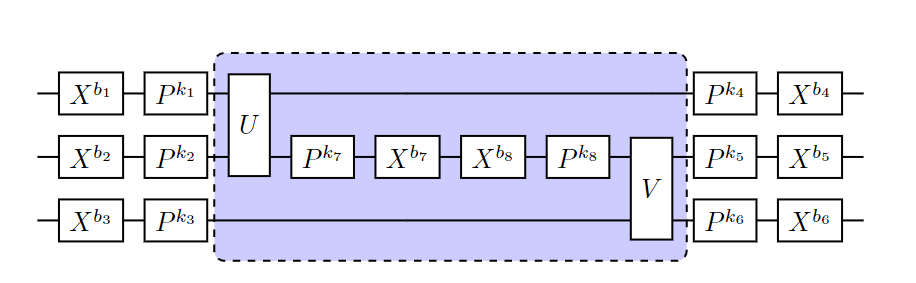 X^{b_1} P^{k_1} P^{k_4} X^{b_4}
U
X^{b_2} P^{k_2} P^{k_7} X^{b_7} X^{b_8} P^{k_8} P^{k_5} X^{b_5}
V
X^{b_3} P^{k_3} P^{k_6} X^{b_6}